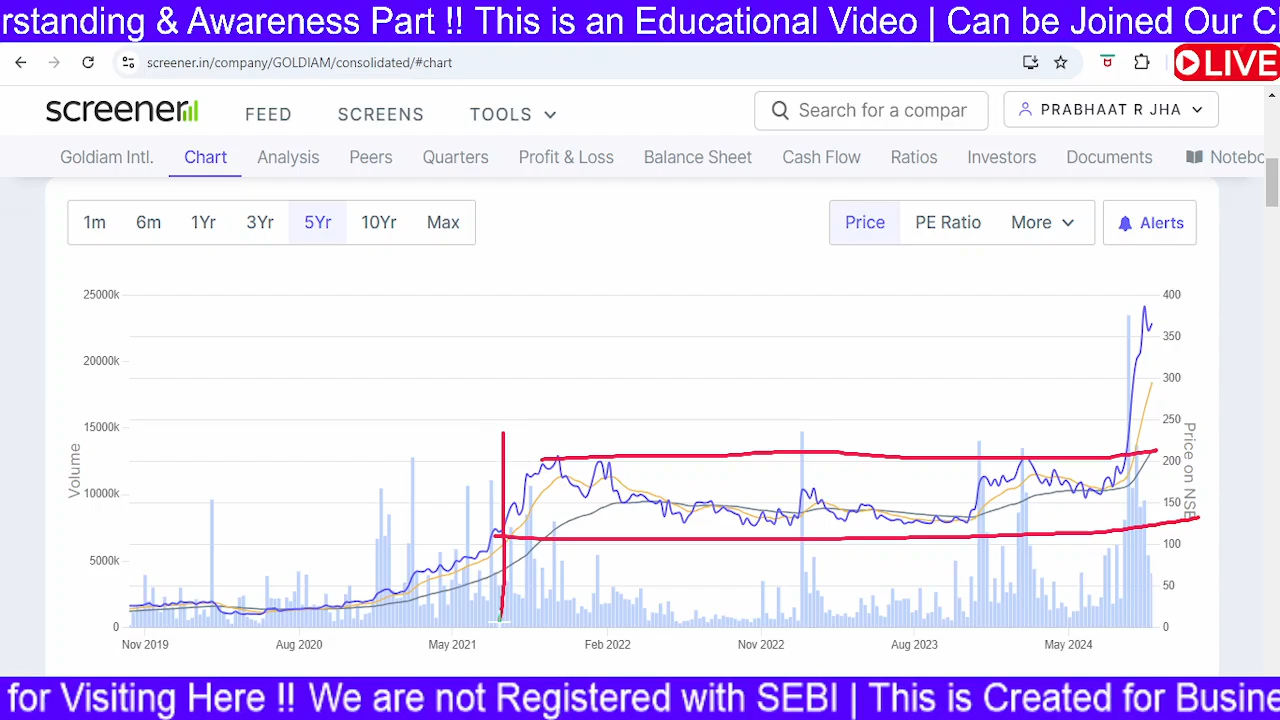 rstanding & Awareness Part !! This is an Educational Video | Can be Joined Our C
screener.in/company/GOLDIAM/consolidated/#chart
LIVE
screener
FEED
SCREENS
TOOLS
Search for a compar
PRABHAAT R JHA
Goldiam Intl. Chart Analysis Peers Quarters Profit & Loss Balance Sheet Cash Flow Ratios Investors Documents Notebo
1m 6m 1Yr 3Yr 5Yr 10Yr Max
Price PE Ratio More
Alerts
25000k
20000k
15000k
10000k
5000k
0
Volume
400
350
300
250
200
150
100
50
0
Price on NSE
Nov 2019 Aug 2020 May 2021 Feb 2022 Nov 2022 Aug 2023 May 2024
for Visiting Here !! We are not Registered with SEBI | This is Created for Busine